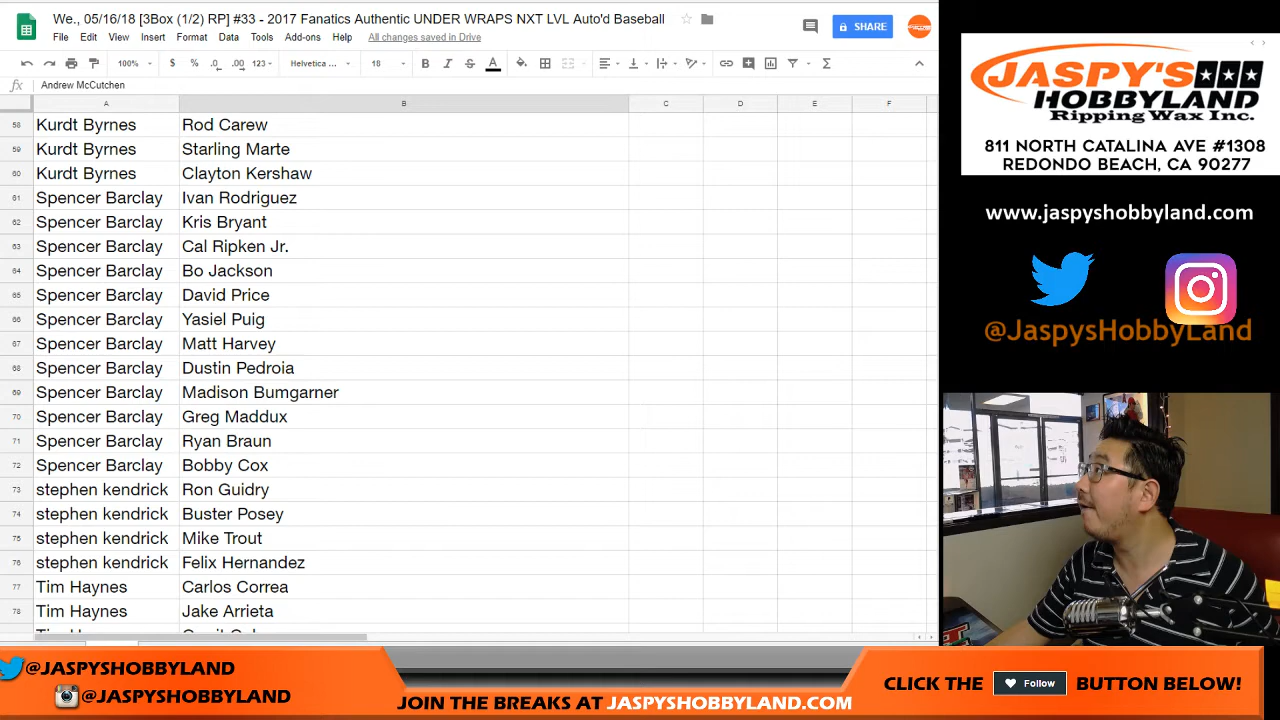 We., 05/16/18 [3Box (1/2) RP] #33 - 2017 Fanatics Authentic UNDER WRAPS NXT LVL Auto'd Baseball
File Edit View Insert Format Data Tools Add-ons Help All changes saved in Drive
SHARE
100% $ % .0 .00 123 Helvetica ... 18 B I S A
fx Andrew McCutchen
A B C D E F
58 Kurdt Byrnes Rod Carew
59 Kurdt Byrnes Starling Marte
60 Kurdt Byrnes Clayton Kershaw
61 Spencer Barclay Ivan Rodriguez
62 Spencer Barclay Kris Bryant
63 Spencer Barclay Cal Ripken Jr.
64 Spencer Barclay Bo Jackson
65 Spencer Barclay David Price
66 Spencer Barclay Yasiel Puig
67 Spencer Barclay Matt Harvey
68 Spencer Barclay Dustin Pedroia
69 Spencer Barclay Madison Bumgarner
70 Spencer Barclay Greg Maddux
71 Spencer Barclay Ryan Braun
72 Spencer Barclay Bobby Cox
73 stephen kendrick Ron Guidry
74 stephen kendrick Buster Posey
75 stephen kendrick Mike Trout
76 stephen kendrick Felix Hernandez
77 Tim Haynes Carlos Correa
78 Tim Haynes Jake Arrieta
JASPY'S
HOBBYLAND
Ripping Wax Inc.
811 NORTH CATALINA AVE #1308
REDONDO BEACH, CA 90277
www.jaspyshobbyland.com
@JaspysHobbyLand
@JASPYSHOBBYLAND
@JASPYSHOBBYLAND
JOIN THE BREAKS AT JASPYSHOBBYLAND.COM
CLICK THE Follow BUTTON BELOW!